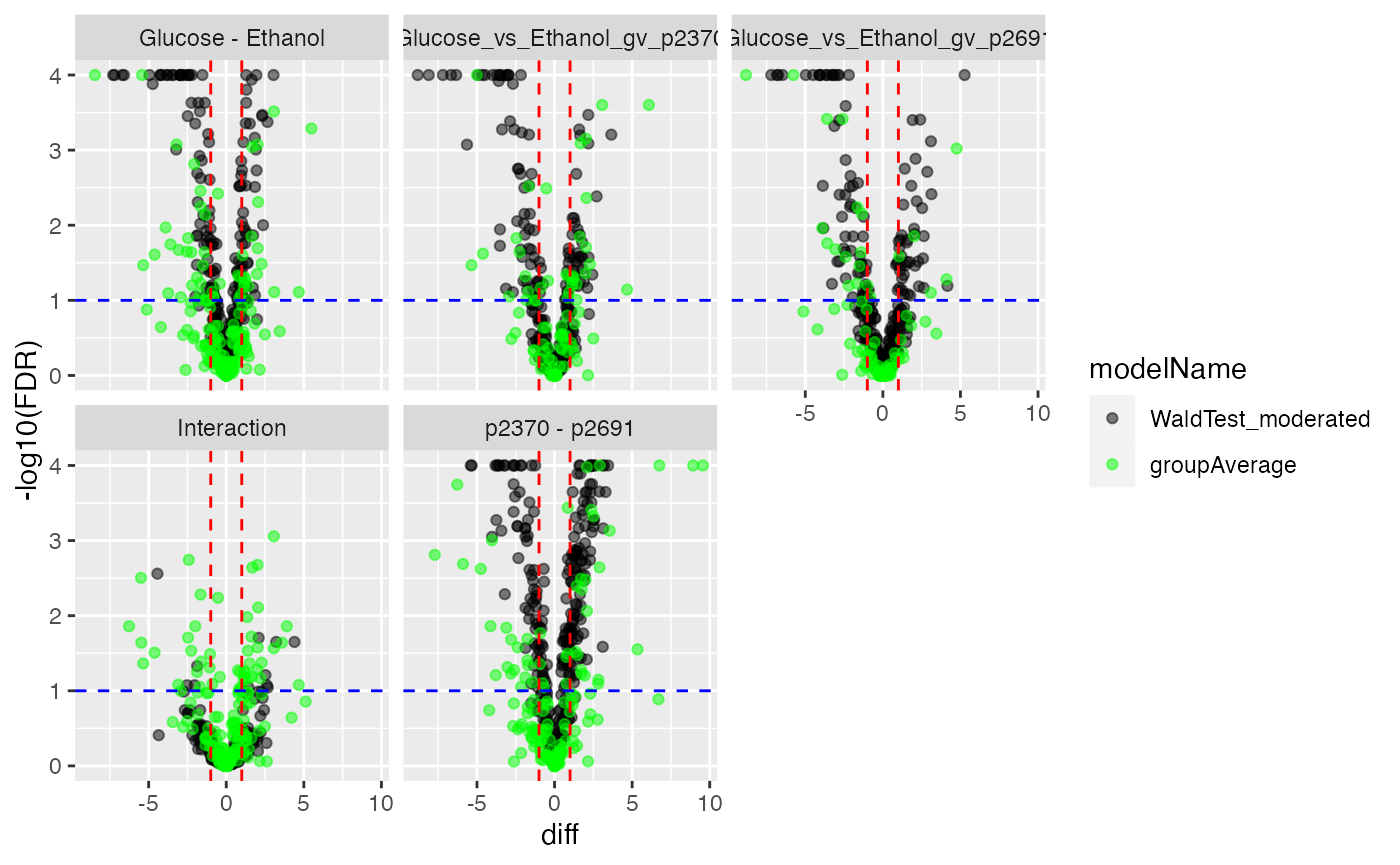 Glucose - Ethanol
Glucose_vs_Ethanol_gv_p2370
Glucose_vs_Ethanol_gv_p2691
4
3
2
1
0
-5 0 5 10
Interaction
p2370 - p2691
4
3
2
1
0
-5 0 5 10
-5 0 5 10
diff
-log10(FDR)
modelName
WaldTest_moderated
groupAverage